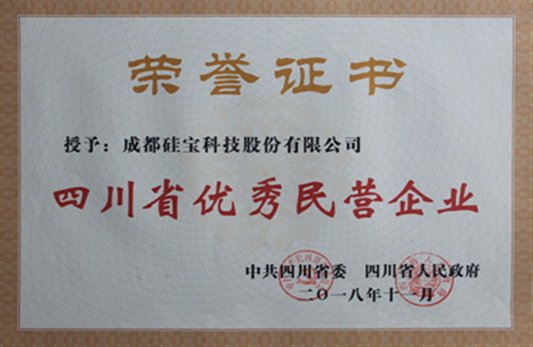 荣誉证书
授予：成都硅宝科技股份有限公司
四川省优秀民营企业
中共四川省委 四川省人民政府
二〇一八年十一月